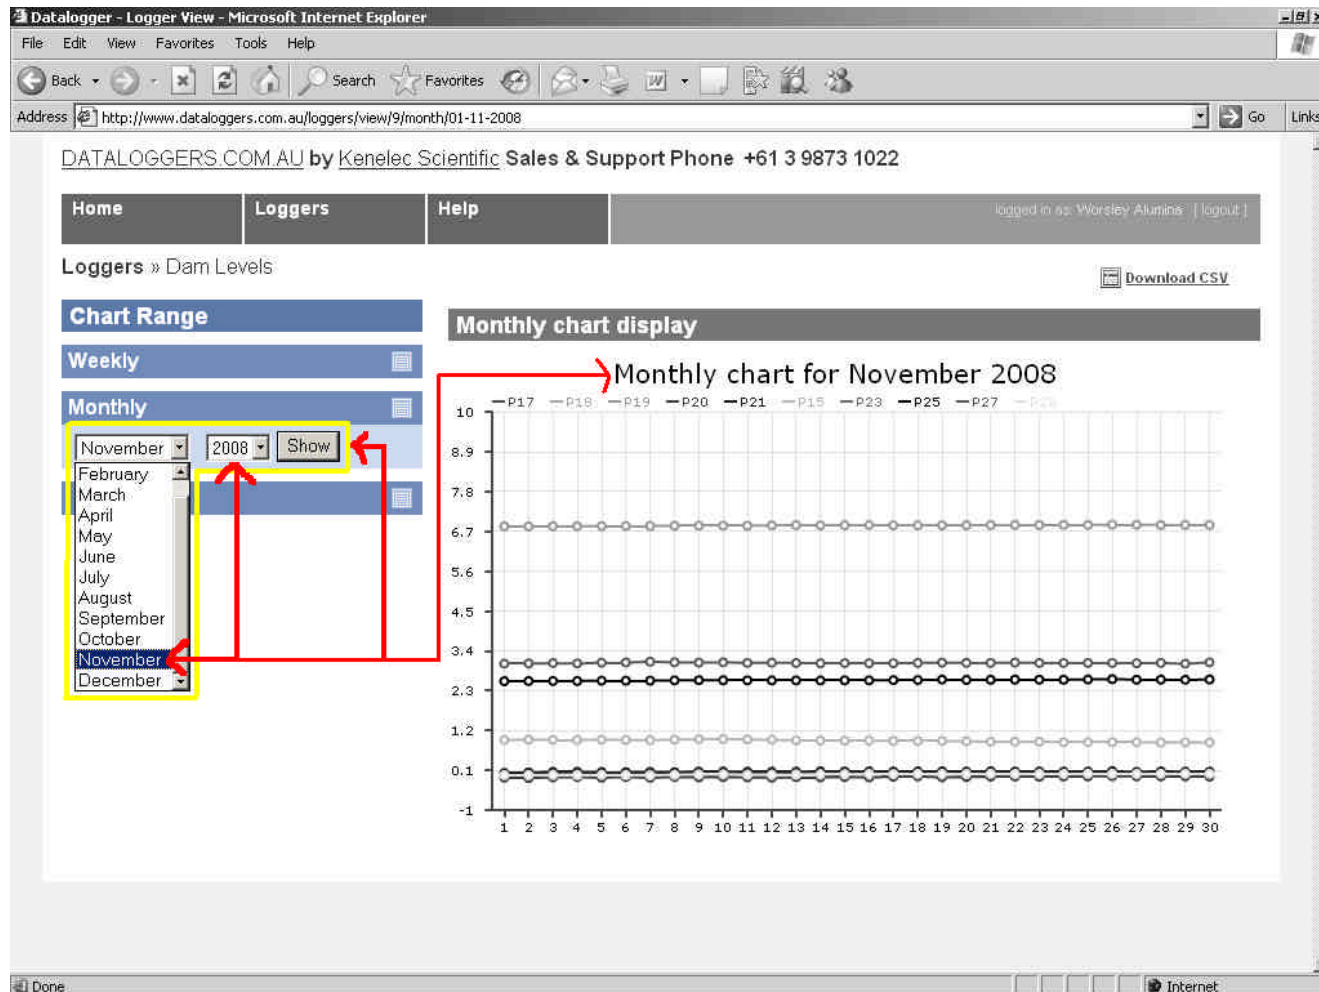 Datalogger - Logger View - Microsoft Internet Explorer
File Edit View Favorites Tools Help
Back Search Favorites
Address http://www.dataloggers.com.au/loggers/view/9/month/01-11-2008 Go Links
DATALOGGERS.COM.AU by Kenelec Scientific Sales & Support Phone +61 3 9873 1022
Home Loggers Help logged in as: Worsley Alumina [ logout ]
Loggers » Dam Levels
Download CSV
Chart Range
Weekly
Monthly
November 2008 Show
February
March
April
May
June
July
August
September
October
November
December
Monthly chart display
Monthly chart for November 2008
P17 P18 P19 P20 P21 P15 P23 P25 P27
10
8.9
7.8
6.7
5.6
4.5
3.4
2.3
1.2
0.1
-1
1 2 3 4 5 6 7 8 9 10 11 12 13 14 15 16 17 18 19 20 21 22 23 24 25 26 27 28 29 30
Done Internet